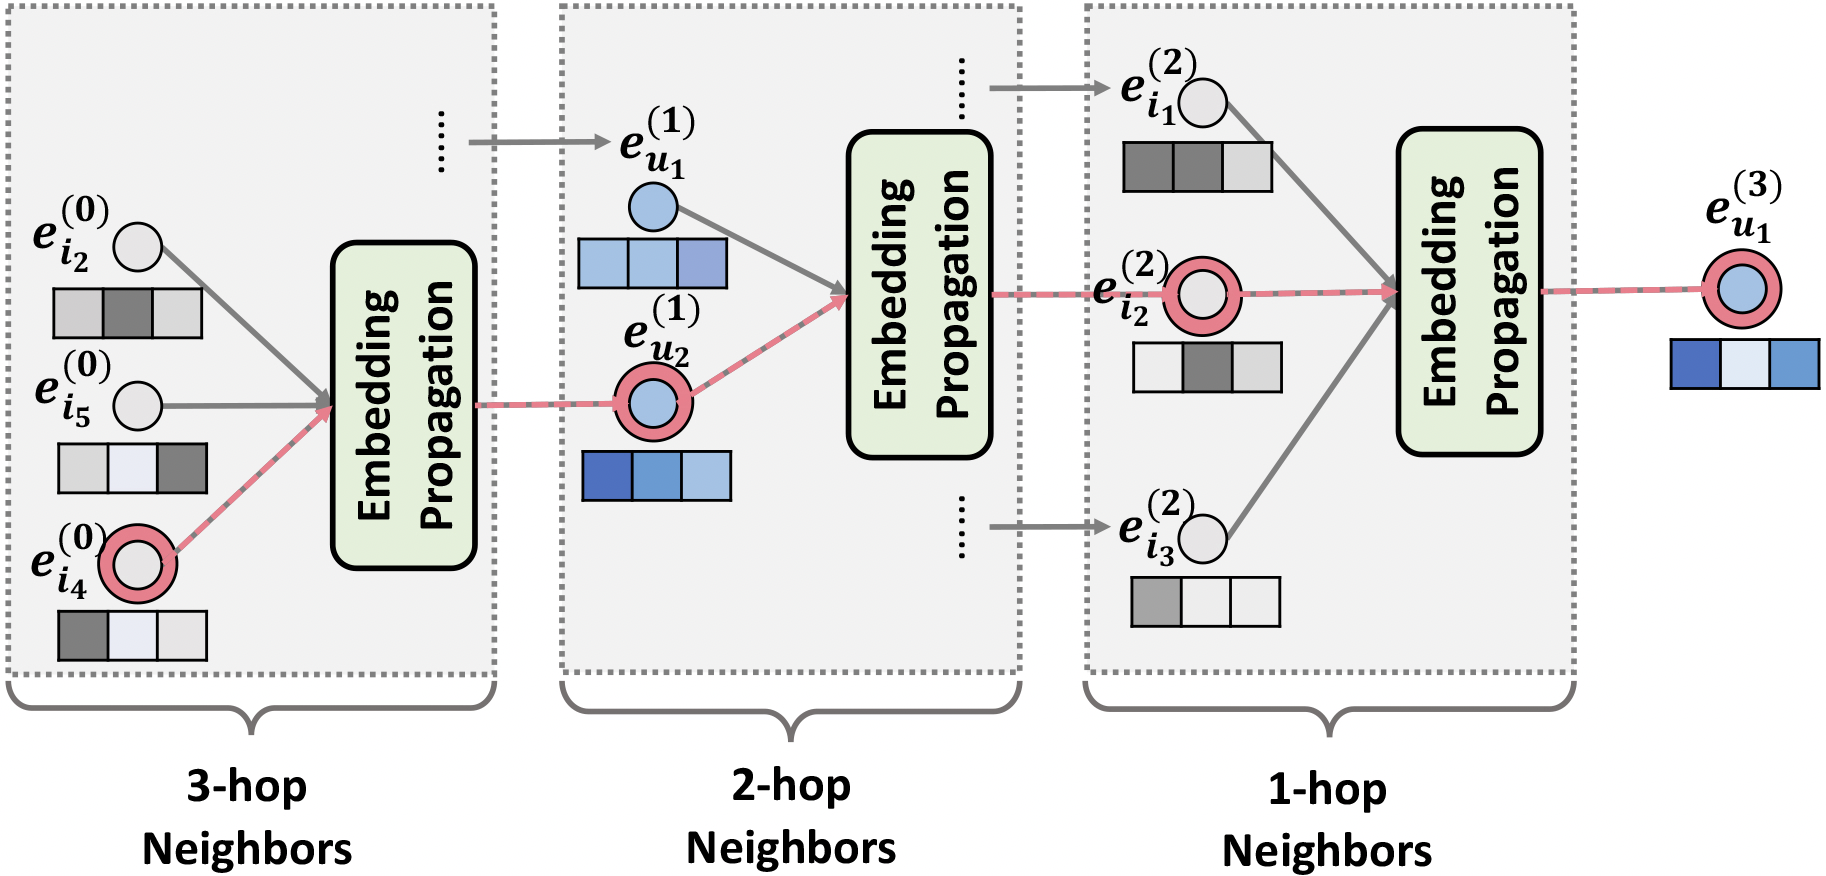 e_{i_2}^{(0)}
e_{i_5}^{(0)}
e_{i_4}^{(0)}
Embedding
Propagation
......
3-hop
Neighbors
e_{u_1}^{(1)}
e_{u_2}^{(1)}
Embedding
Propagation
......
......
2-hop
Neighbors
e_{i_1}^{(2)}
e_{i_2}^{(2)}
e_{i_3}^{(2)}
Embedding
Propagation
1-hop
Neighbors
e_{u_1}^{(3)}